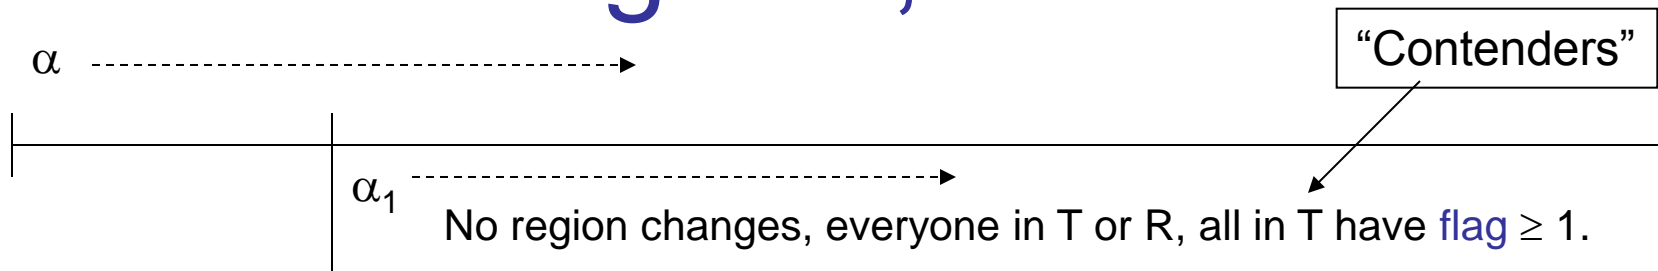 α
“Contenders”
α1
No region changes, everyone in T or R, all in T have flag ≥ 1.